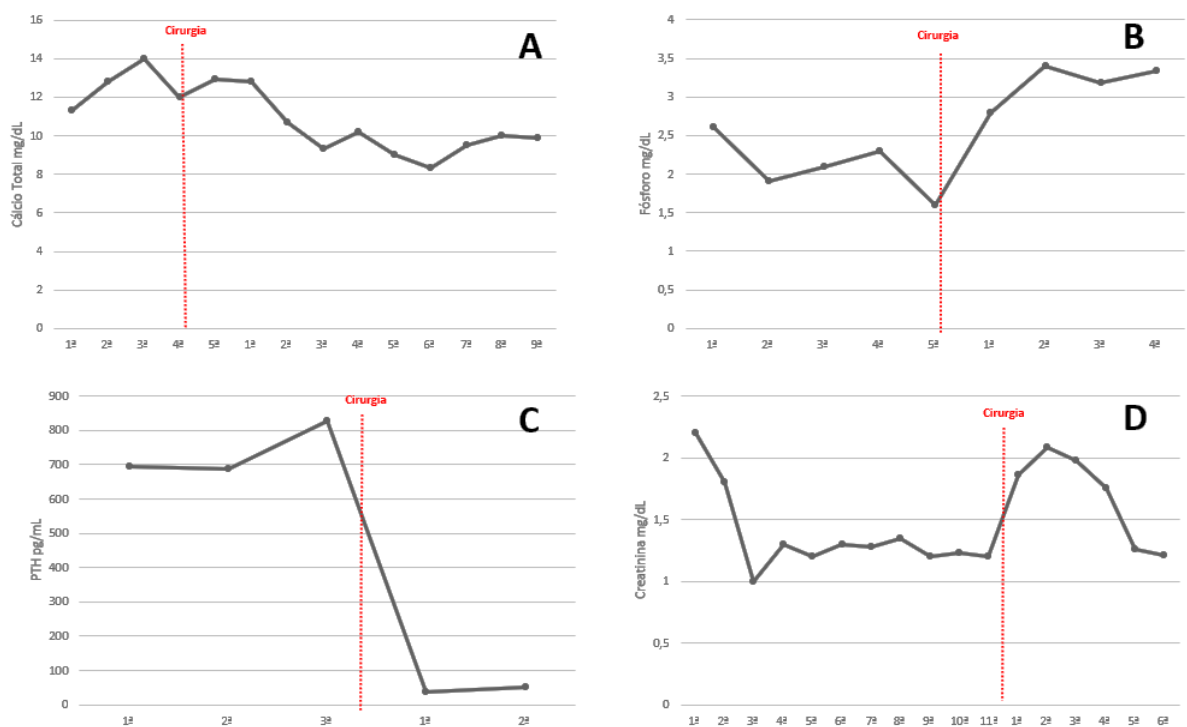 A
Cirurgia
16
14
12
10
8
6
4
2
0
Cálcio Total mg/dL
1ª 2ª 3ª 4ª 5ª 1ª 2ª 3ª 4ª 5ª 6ª 7ª 8ª 9ª
B
Cirurgia
4
3,5
3
2,5
2
1,5
1
0,5
0
Fósforo mg/dL
1ª 2ª 3ª 4ª 5ª 1ª 2ª 3ª 4ª
C
Cirurgia
900
800
700
600
500
400
300
200
100
0
PTH pg/mL
1ª 2ª 3ª 1ª 2ª
D
Cirurgia
2,5
2
1,5
1
0,5
0
Creatinina mg/dL
1ª 2ª 3ª 4ª 5ª 6ª 7ª 8ª 9ª 10ª 11ª 1ª 2ª 3ª 4ª 5ª 6ª